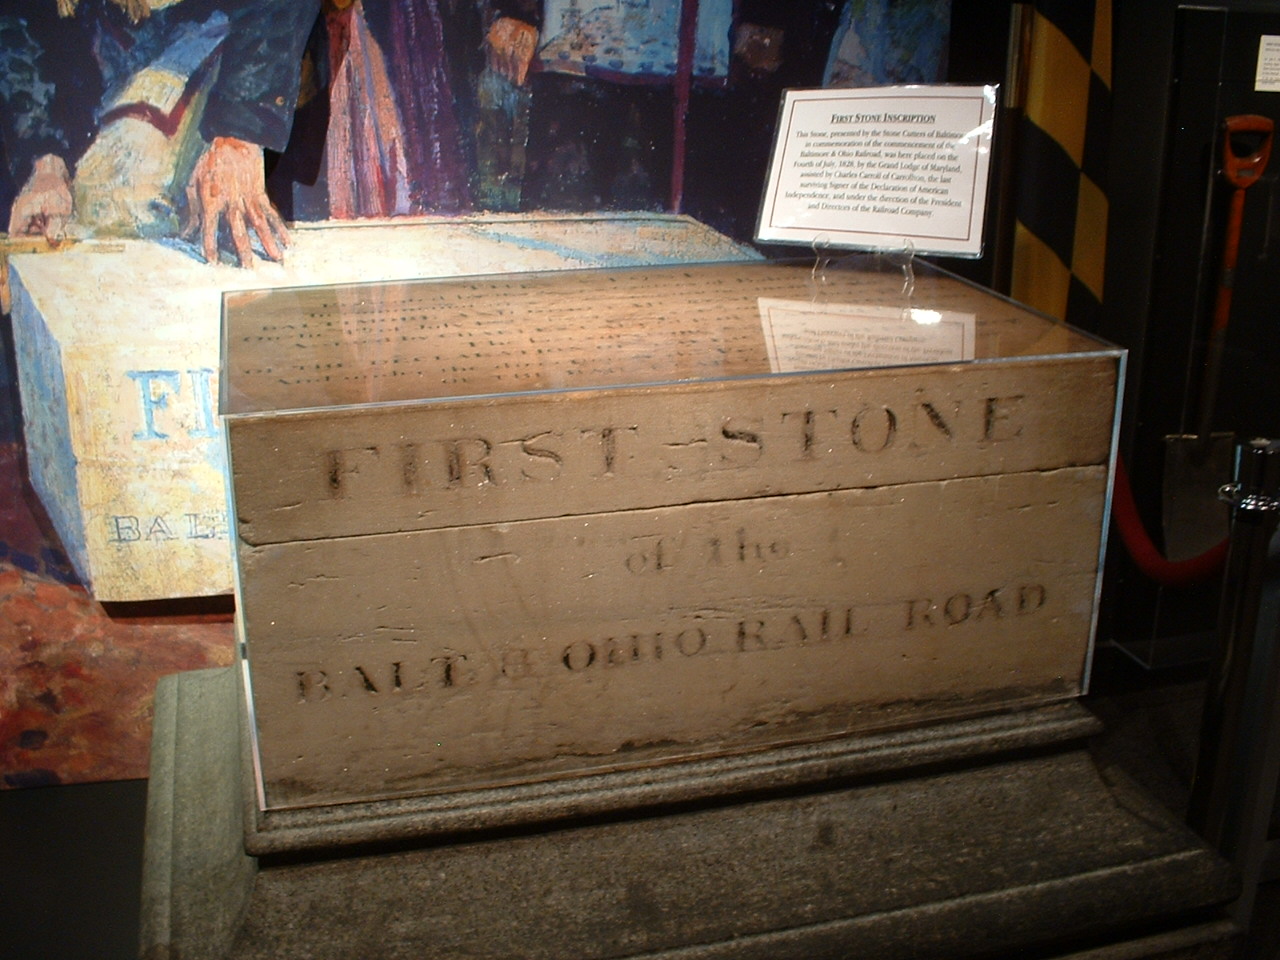 FIRST STONE INSCRIPTION
This Stone, presented by the Stone Cutters of Baltimore
in commemoration of the commencement of the
Baltimore & Ohio Railroad, was here placed on the
Fourth of July, 1828, by the Grand Lodge of Maryland,
assisted by Charles Carroll of Carrollton, the last
surviving Signer of the Declaration of American
Independence, and under the direction of the President
and Directors of the Railroad Company.
FI
BAL
FIRST STONE
of the
BALT & OHIO RAIL ROAD